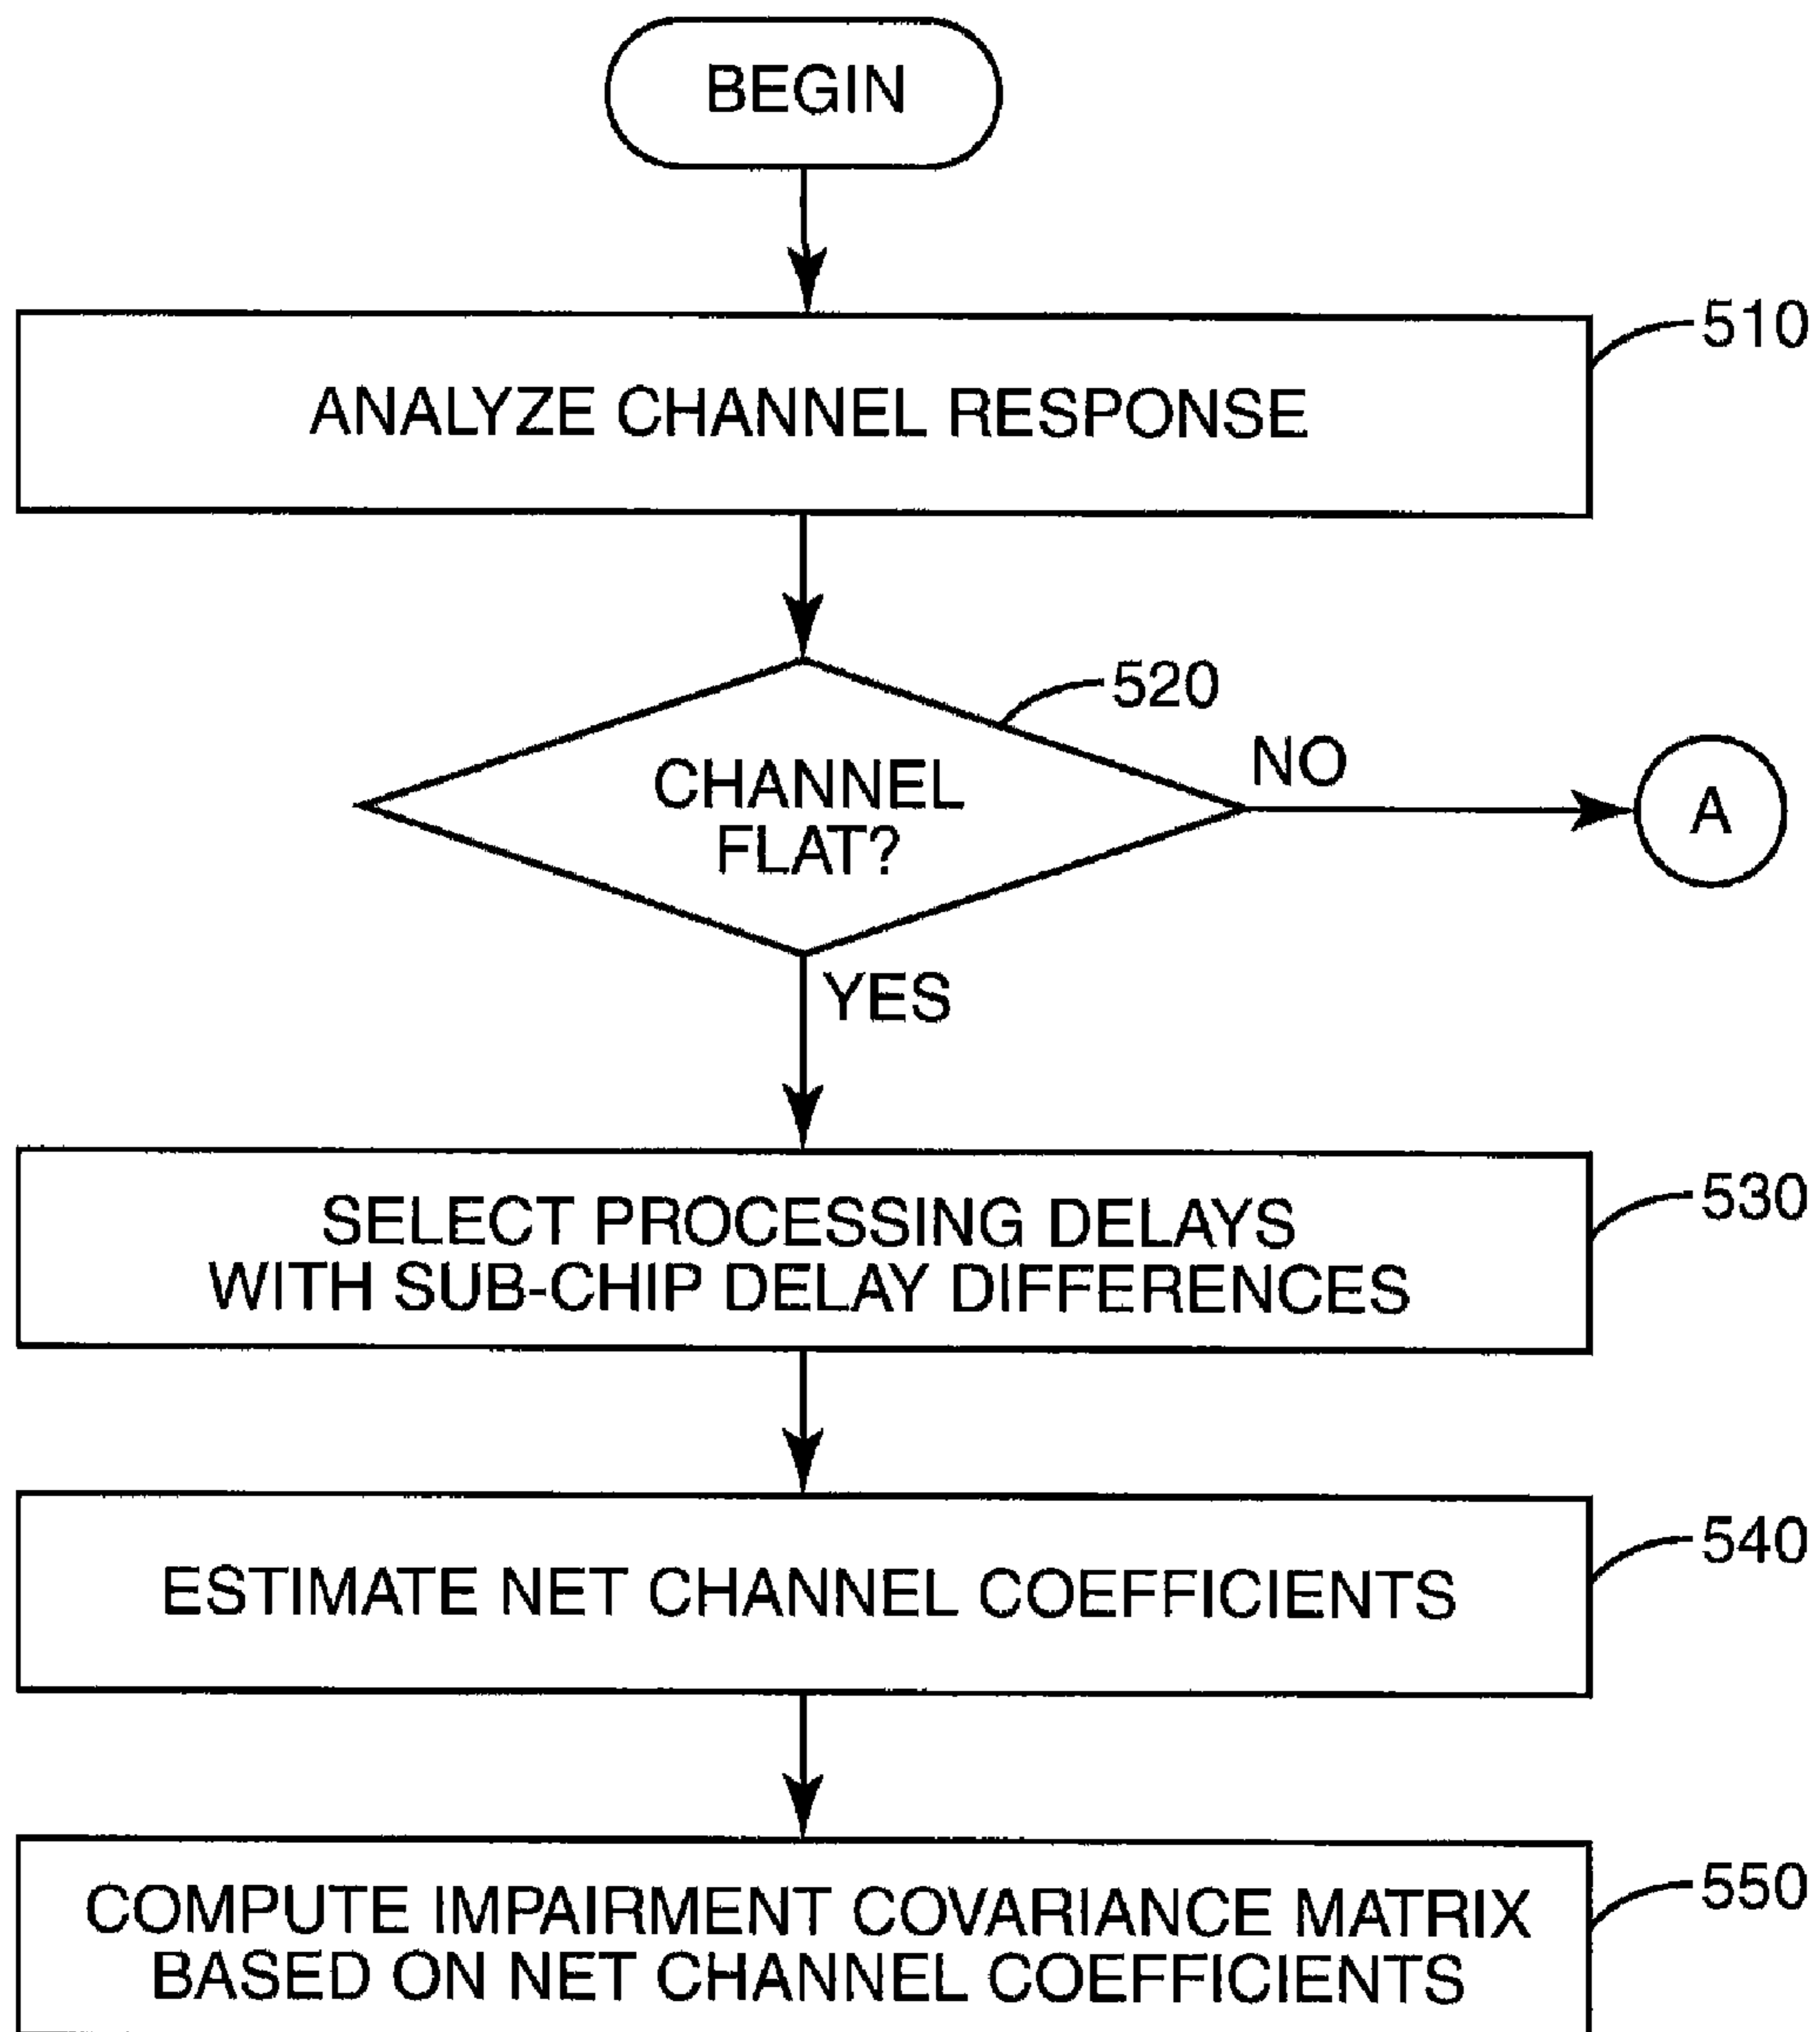 BEGIN
510
ANALYZE CHANNEL RESPONSE
520
CHANNEL
FLAT?
NO
A
YES
530
SELECT PROCESSING DELAYS
WITH SUB-CHIP DELAY DIFFERENCES
540
ESTIMATE NET CHANNEL COEFFICIENTS
550
COMPUTE IMPAIRMENT COVARIANCE MATRIX
BASED ON NET CHANNEL COEFFICIENTS